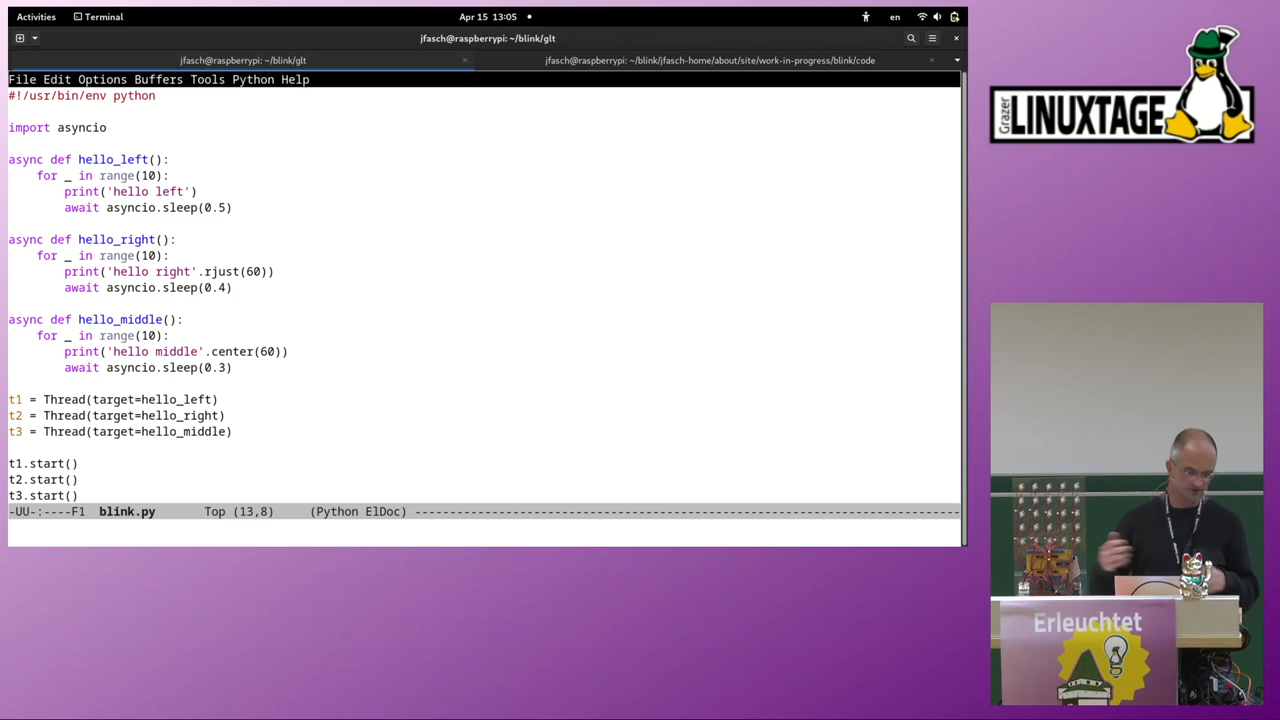 Activities
Terminal
Apr 15 13:05
en
jfasch@raspberrypi: ~/blink/glt
jfasch@raspberrypi: ~/blink/glt
jfasch@raspberrypi: ~/blink/jfasch-home/about/site/work-in-progress/blink/code
File Edit Options Buffers Tools Python Help
#!/usr/bin/env python
import asyncio
async def hello_left():
for _ in range(10):
print('hello left')
await asyncio.sleep(0.5)
async def hello_right():
for _ in range(10):
print('hello right'.rjust(60))
await asyncio.sleep(0.4)
async def hello_middle():
for _ in range(10):
print('hello middle'.center(60))
await asyncio.sleep(0.3)
t1 = Thread(target=hello_left)
t2 = Thread(target=hello_right)
t3 = Thread(target=hello_middle)
t1.start()
t2.start()
t3.start()
-UU-:----F1  blink.py       Top (13,8)     (Python ElDoc) ------------------------------------------------------------------------------
Grazer
LINUXTAGE
Erleuchtet